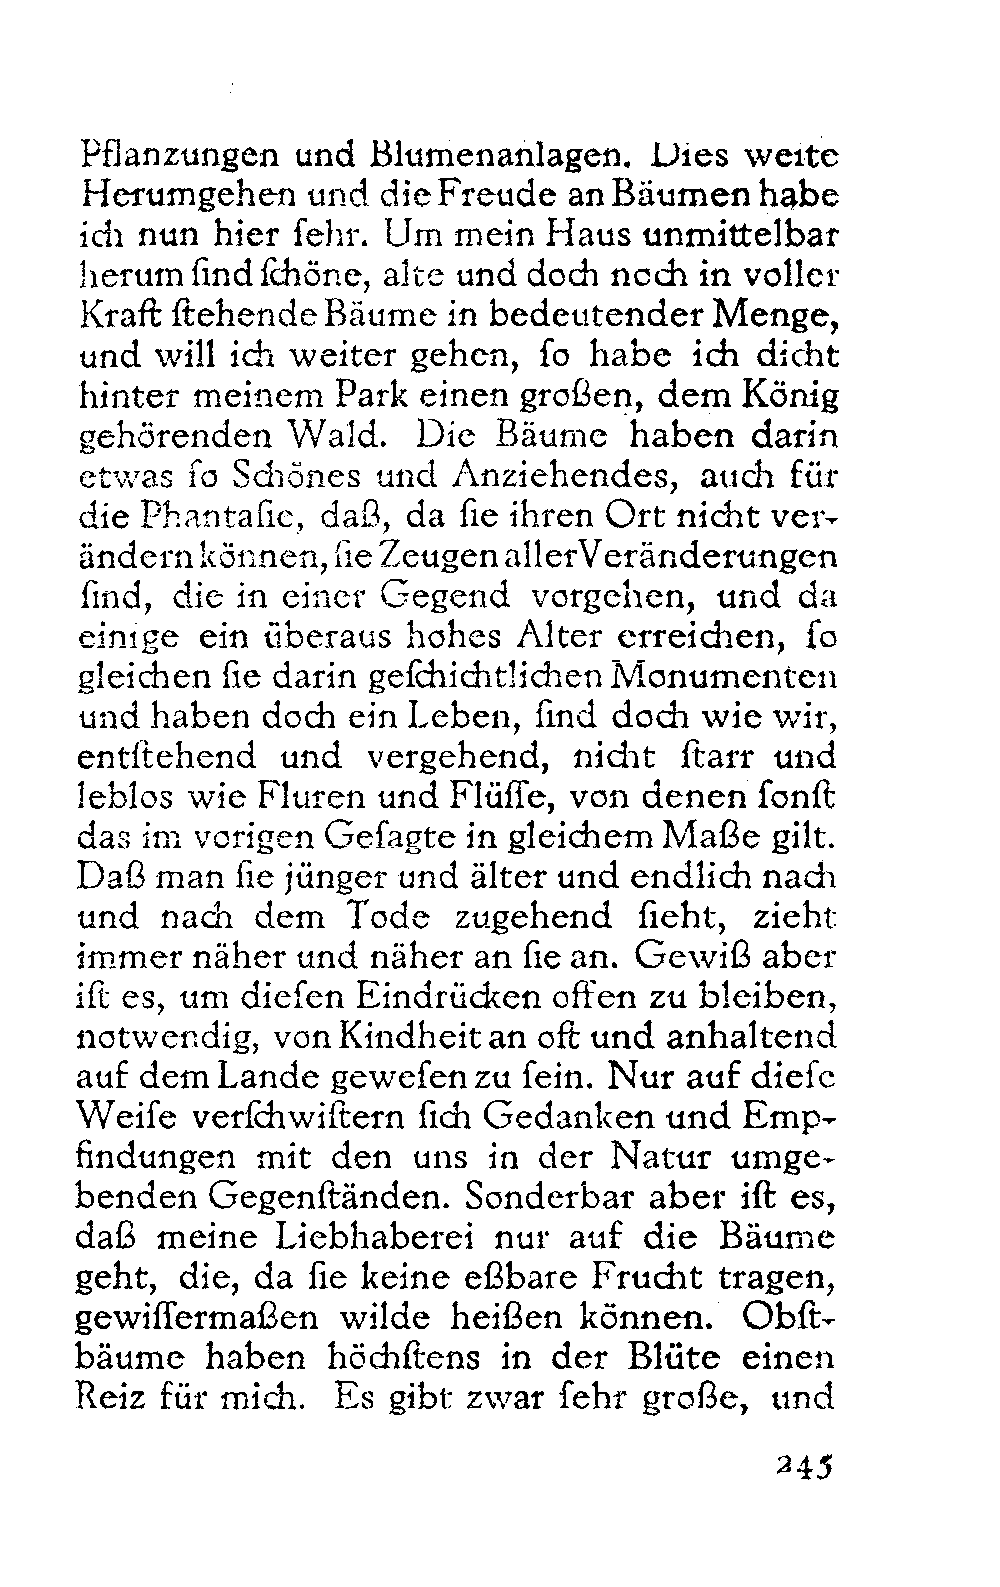 Pflanzungen und Blumenanlagen. Dies weite
Herumgehen und die Freude an Bäumen habe
ich nun hier ſehr. Um mein Haus unmittelbar
herum ſind ſchöne, alte und doch noch in voller
Kraft ſtehende Bäume in bedeutender Menge,
und will ich weiter gehen, ſo habe ich dicht
hinter meinem Park einen großen, dem König
gehörenden Wald. Die Bäume haben darin
etwas ſo Schönes und Anziehendes, auch für
die Phantaſie, daß, da ſie ihren Ort nicht ver-
ändern können, ſie Zeugen aller Veränderungen
ſind, die in einer Gegend vorgehen, und da
einige ein überaus hohes Alter erreichen, ſo
gleichen ſie darin geſchichtlichen Monumenten
und haben doch ein Leben, ſind doch wie wir,
entſtehend und vergehend, nicht ſtarr und
leblos wie Fluren und Flüſſe, von denen ſonſt
das im vorigen Geſagte in gleichem Maße gilt.
Daß man ſie jünger und älter und endlich nach
und nach dem Tode zugehend ſieht, zieht
immer näher und näher an ſie an. Gewiß aber
iſt es, um dieſen Eindrücken offen zu bleiben,
notwendig, von Kindheit an oft und anhaltend
auf dem Lande geweſen zu ſein. Nur auf dieſe
Weiſe verſchwiſtern ſich Gedanken und Emp-
findungen mit den uns in der Natur umge-
benden Gegenſtänden. Sonderbar aber iſt es,
daß meine Liebhaberei nur auf die Bäume
geht, die, da ſie keine eßbare Frucht tragen,
gewiſſermaßen wilde heißen können. Obſt-
bäume haben höchſtens in der Blüte einen
Reiz für mich. Es gibt zwar ſehr große, und
245